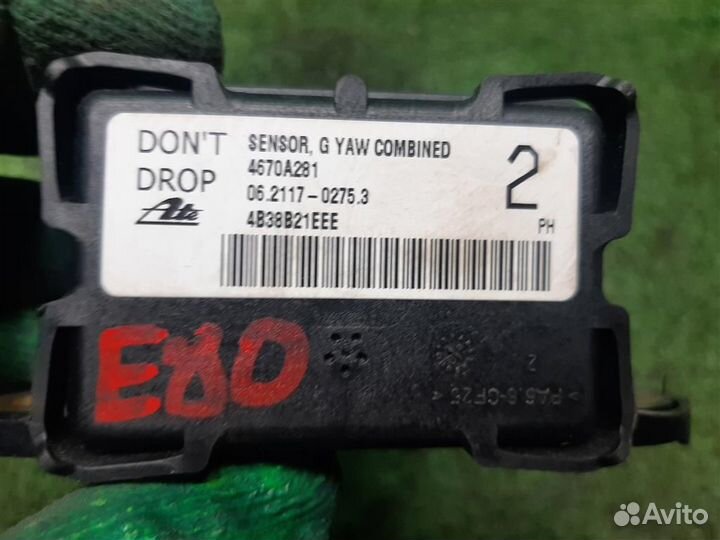 DON'T
DROP
Ate
SENSOR, G YAW COMBINED
4670A281
06.2117-0275.3
4B38B21EEE
2
PH
E80
2
>PA6.6-GF25<
Avito